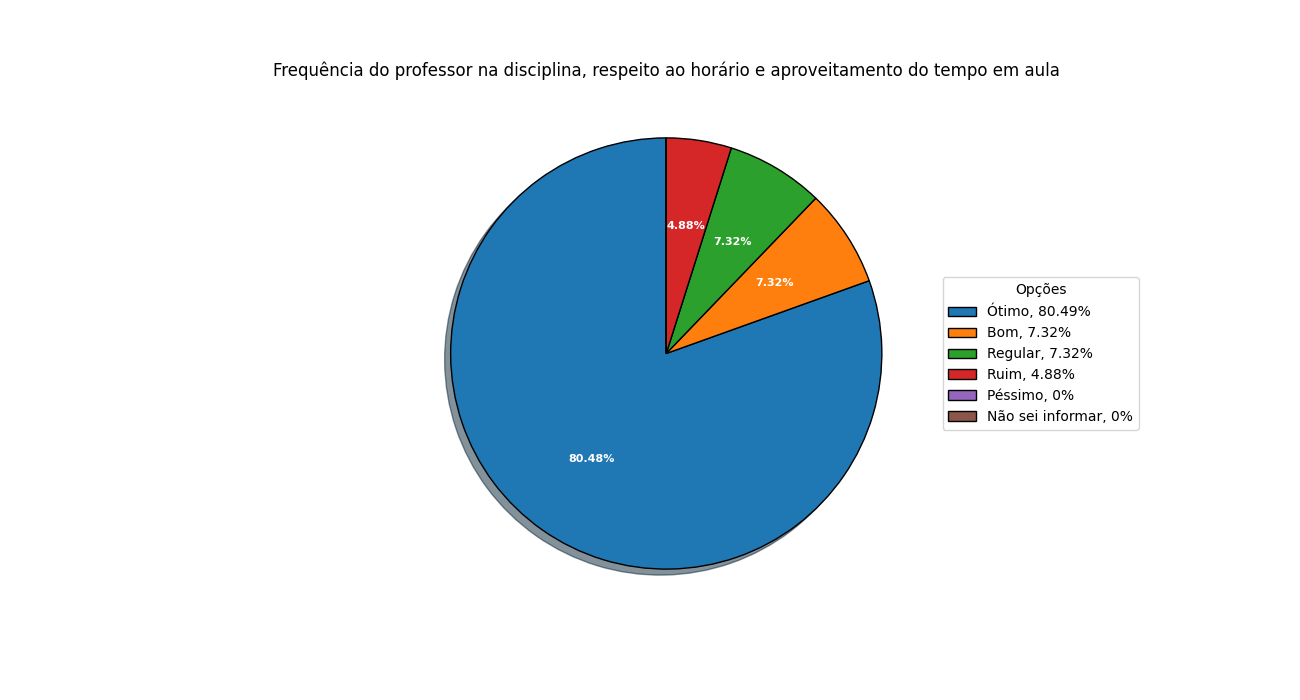 Frequência do professor na disciplina, respeito ao horário e aproveitamento do tempo em aula
4.88%
7.32%
7.32%
80.48%
Opções
Ótimo, 80.49%
Bom, 7.32%
Regular, 7.32%
Ruim, 4.88%
Péssimo, 0%
Não sei informar, 0%